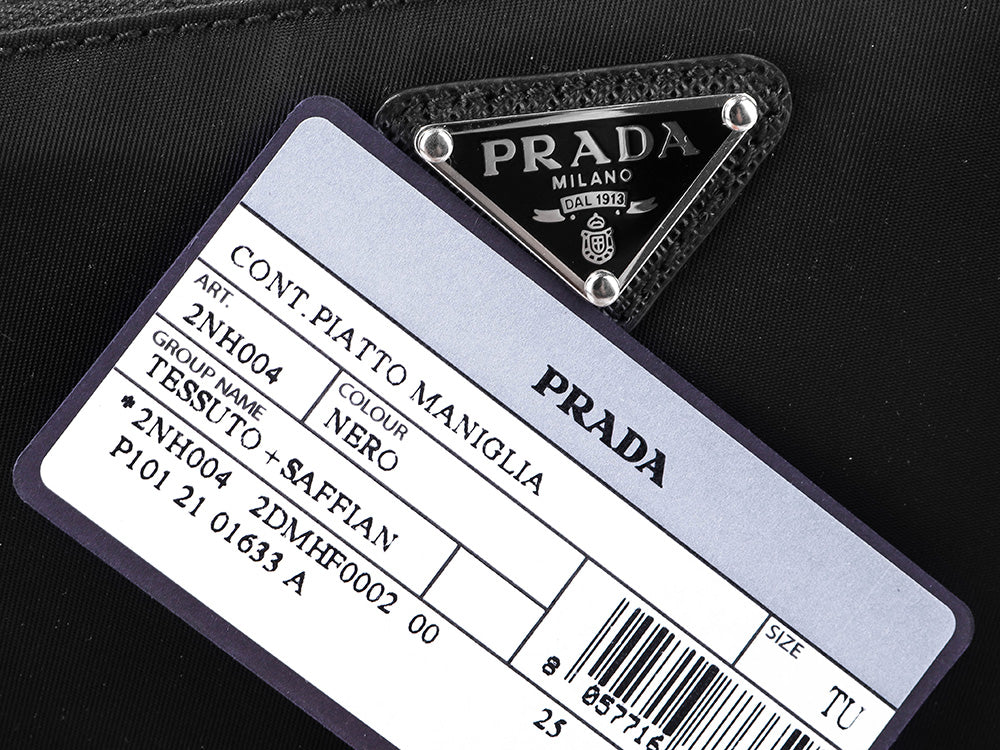 PRADA
MILANO
DAL 1913
PRADA
CONT.PIATTO MANIGLIA
ART.
2NH004
COLOUR
NERO
SIZE
TU
GROUP NAME
TESSUTO+SAFFIAN
*2NH004 2DMHF0002 00
P101 21 01633 A
25
8 057716